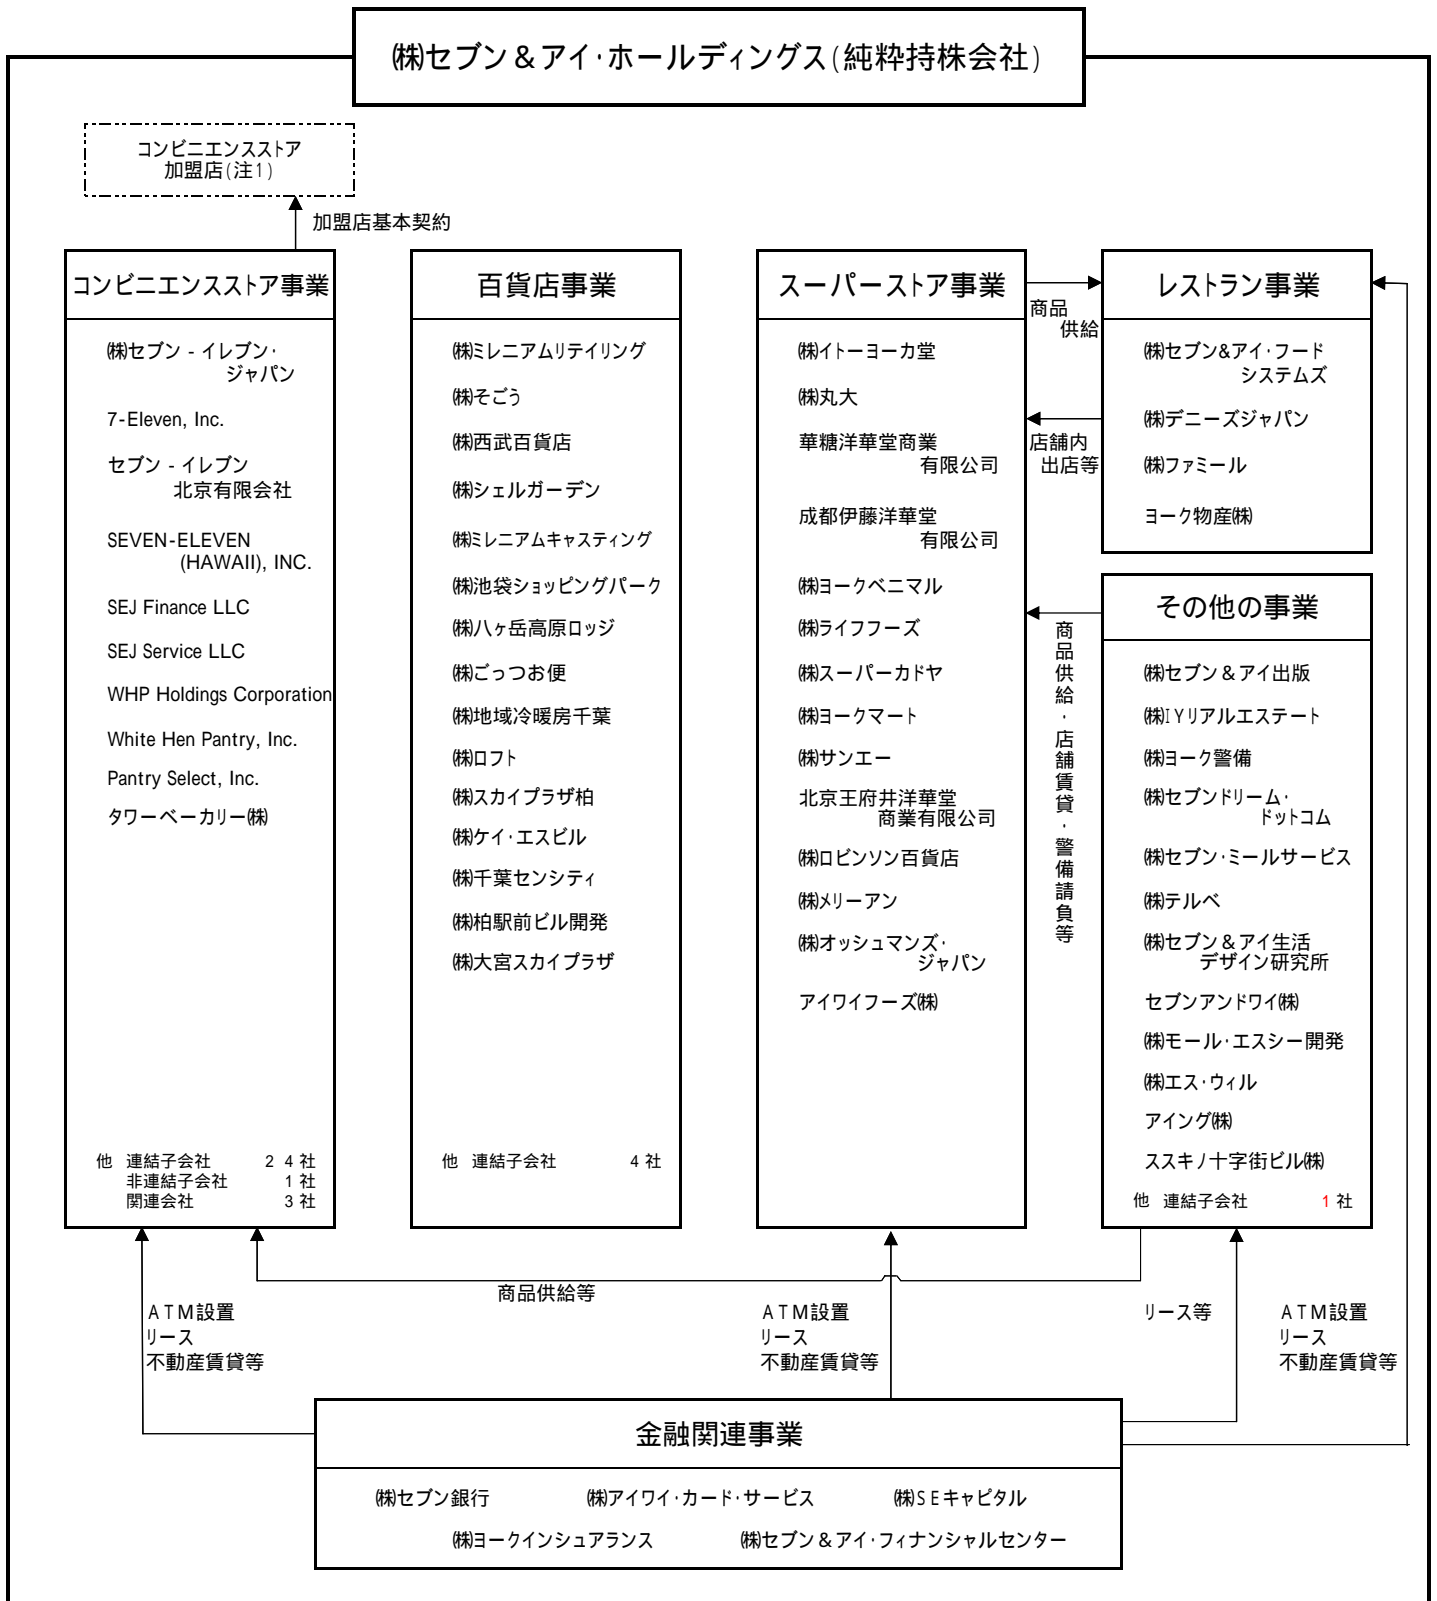 ㈱セブン＆アイ・ホールディングス(純粋持株会社)
コンビニエンスストア
加盟店(注1)
加盟店基本契約
コンビニエンスストア事業
㈱セブン‐イレブン・
ジャパン
7-Eleven, Inc.
セブン‐イレブン
北京有限会社
SEVEN-ELEVEN
(HAWAII), INC.
SEJ Finance LLC
SEJ Service LLC
WHP Holdings Corporation
White Hen Pantry, Inc.
Pantry Select, Inc.
タワーベーカリー㈱
他 連結子会社 24社
非連結子会社 1社
関連会社 3社
百貨店事業
㈱ミレニアムリテイリング
㈱そごう
㈱西武百貨店
㈱シェルガーデン
㈱ミレニアムキャスティング
㈱池袋ショッピングパーク
㈱八ヶ岳高原ロッジ
㈱ごっつお便
㈱地域冷暖房千葉
㈱ロフト
㈱スカイプラザ柏
㈱ケイ・エスビル
㈱千葉センシティ
㈱柏駅前ビル開発
㈱大宮スカイプラザ
他 連結子会社 4社
スーパーストア事業
㈱イトーヨーカ堂
㈱丸大
華糖洋華堂商業
有限公司
成都伊藤洋華堂
有限公司
㈱ヨークベニマル
㈱ライフフーズ
㈱スーパーカドヤ
㈱ヨークマート
㈱サンエー
北京王府井洋華堂
商業有限公司
㈱ロビンソン百貨店
㈱メリーアン
㈱オッシュマンズ・
ジャパン
アイワイフーズ㈱
商品
供給
店舗内
出店等
商品供給・店舗賃貸・警備請負等
レストラン事業
㈱セブン&アイ・フード
システムズ
㈱デニーズジャパン
㈱ファミール
ヨーク物産㈱
その他の事業
㈱セブン＆アイ出版
㈱IYリアルエステート
㈱ヨーク警備
㈱セブンドリーム・
ドットコム
㈱セブン・ミールサービス
㈱テルベ
㈱セブン＆アイ生活
デザイン研究所
セブンアンドワイ㈱
㈱モール・エスシー開発
㈱エス・ウィル
アイング㈱
ススキノ十字街ビル㈱
他 連結子会社 1社
商品供給等
ATM設置
リース
不動産賃貸等
ATM設置
リース
不動産賃貸等
リース等
ATM設置
リース
不動産賃貸等
金融関連事業
㈱セブン銀行 ㈱アイワイ・カード・サービス ㈱SEキャピタル
㈱ヨークインシュアランス ㈱セブン＆アイ・フィナンシャルセンター